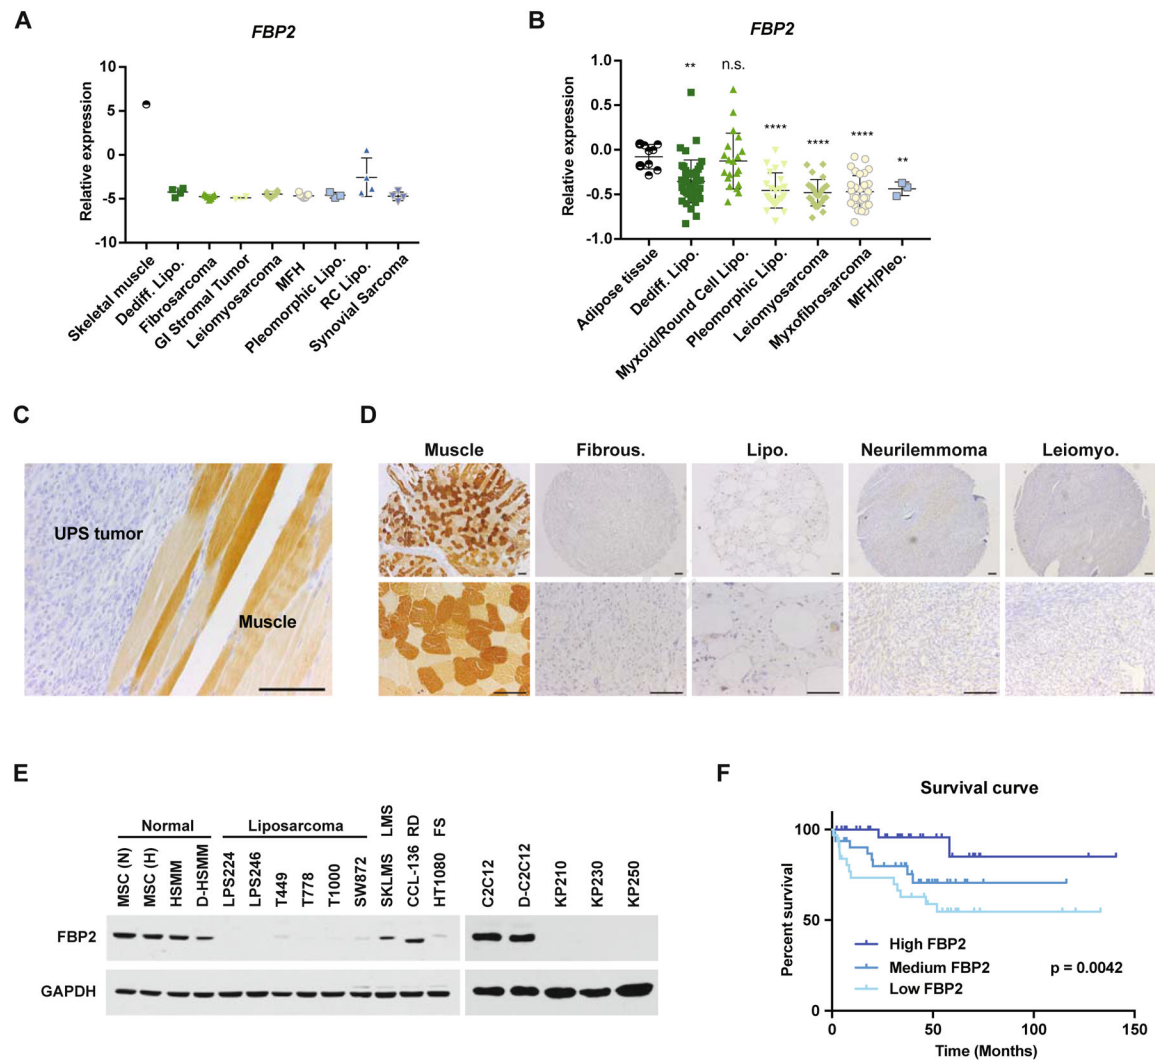 A
FBP2
Relative expression
10
5
0
-5
-10
Skeletal muscle
Dediff. Lipo.
Fibrosarcoma
GI Stromal Tumor
Leiomyosarcoma
MFH
Pleomorphic Lipo.
RC Lipo.
Synovial Sarcoma
B
FBP2
Relative expression
1.0
0.5
0.0
-0.5
-1.0
**
n.s.
****
****
****
**
Adipose tissue
Dediff. Lipo.
Myxoid/Round Cell Lipo.
Pleomorphic Lipo.
Leiomyosarcoma
Myxofibrosarcoma
MFH/Pleo.
C
UPS tumor
Muscle
D
Muscle
Fibrous.
Lipo.
Neurilemmoma
Leiomyo.
E
Normal
Liposarcoma
LMS
RD
FS
MSC (N)
MSC (H)
HSMM
D-HSMM
LPS224
LPS246
T449
T778
T1000
SW872
SKLMS
CCL-136
HT1080
C2C12
D-C2C12
KP210
KP230
KP250
FBP2
GAPDH
F
Survival curve
Percent survival
100
50
0
High FBP2
Medium FBP2
Low FBP2
p = 0.0042
0
50
100
150
Time (Months)